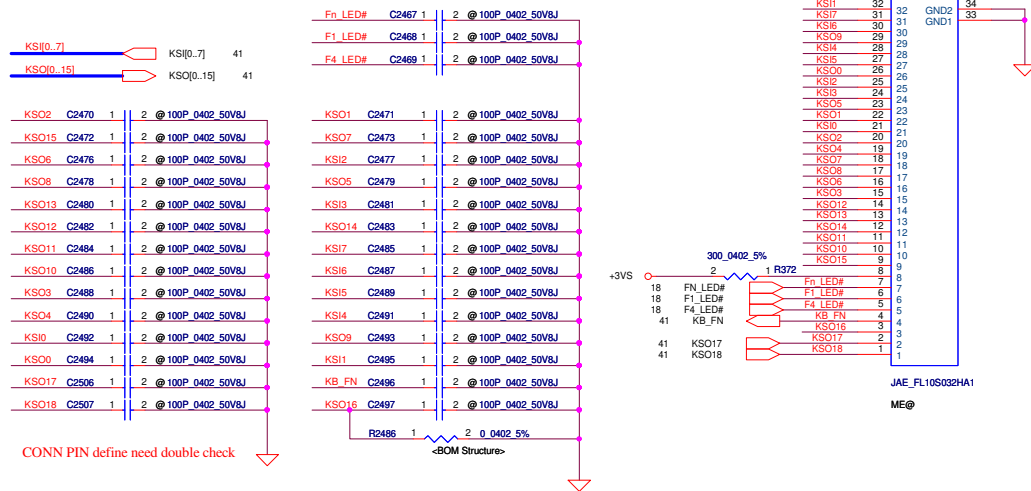 KSI[0..7] KSI[0..7] 41
KSO[0..15] KSO[0..15] 41
Fn_LED# C2467 1 2 @100P_0402_50V8J
F1_LED# C2468 1 2 @100P_0402_50V8J
F4_LED# C2469 1 2 @100P_0402_50V8J
KSO2 C2470 1 2 @100P_0402_50V8J
KSO15 C2472 1 2 @100P_0402_50V8J
KSO6 C2476 1 2 @100P_0402_50V8J
KSO8 C2478 1 2 @100P_0402_50V8J
KSO13 C2480 1 2 @100P_0402_50V8J
KSO12 C2482 1 2 @100P_0402_50V8J
KSO11 C2484 1 2 @100P_0402_50V8J
KSO10 C2486 1 2 @100P_0402_50V8J
KSO3 C2488 1 2 @100P_0402_50V8J
KSO4 C2490 1 2 @100P_0402_50V8J
KSI0 C2492 1 2 @100P_0402_50V8J
KSO0 C2494 1 2 @100P_0402_50V8J
KSO17 C2506 1 2 @100P_0402_50V8J
KSO18 C2507 1 2 @100P_0402_50V8J
CONN PIN define need double check
KSO1 C2471 1 2 @100P_0402_50V8J
KSO7 C2473 1 2 @100P_0402_50V8J
KSI2 C2477 1 2 @100P_0402_50V8J
KSO5 C2479 1 2 @100P_0402_50V8J
KSI3 C2481 1 2 @100P_0402_50V8J
KSO14 C2483 1 2 @100P_0402_50V8J
KSI7 C2485 1 2 @100P_0402_50V8J
KSI6 C2487 1 2 @100P_0402_50V8J
KSI5 C2489 1 2 @100P_0402_50V8J
KSI4 C2491 1 2 @100P_0402_50V8J
KSO9 C2493 1 2 @100P_0402_50V8J
KSI1 C2495 1 2 @100P_0402_50V8J
KB_FN C2496 1 2 @100P_0402_50V8J
KSO16 C2497 1 2 @100P_0402_50V8J
R2486 1 2 0_0402_5%
<BOM Structure>
KSI1 32 32 GND2 34
KSI7 31 31 GND1 33
KSI6 30 30
KSO9 29 29
KSI4 28 28
KSI5 27 27
KSO0 26 26
KSI2 25 25
KSI3 24 24
KSO5 23 23
KSO1 22 22
KSI0 21 21
KSO2 20 20
KSO4 19 19
KSO7 18 18
KSO8 17 17
KSO6 16 16
KSO3 15 15
KSO12 14 14
KSO13 13 13
KSO14 12 12
KSO11 11 11
KSO10 10 10
KSO15 9 9
300_0402_5%
+3VS 2 1 R372 8 8
18 FN_LED# Fn_LED# 7 7
18 F1_LED# F1_LED# 6 6
18 F4_LED# F4_LED# 5 5
41 KB_FN KB_FN 4 4
KSO16 3 3
41 KSO17 KSO17 2 2
41 KSO18 KSO18 1 1
JAE_FL10S032HA1
ME@